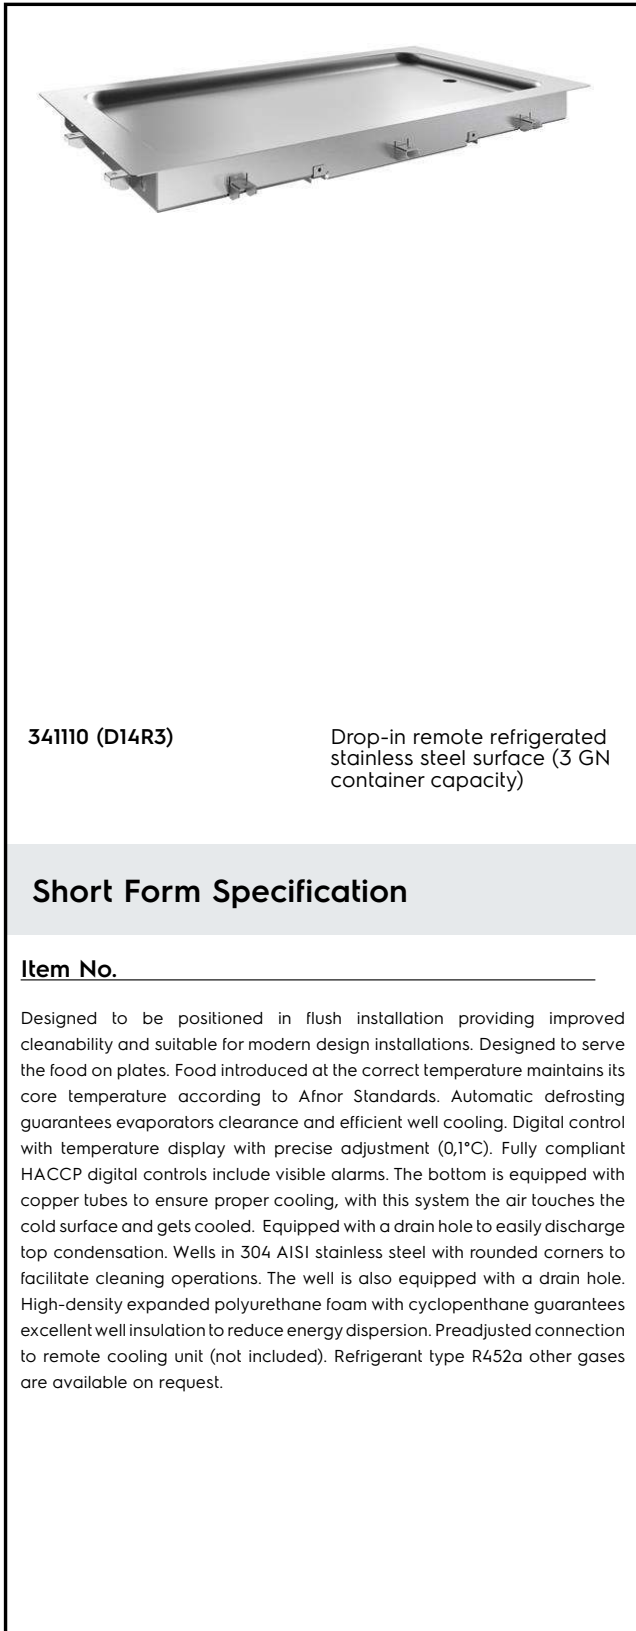 341110 (D14R3)
Drop-in remote refrigerated
stainless steel surface (3 GN
container capacity)
Short Form Specification
Item No.
Designed to be positioned in flush installation providing improved
cleanability and suitable for modern design installations. Designed to serve
the food on plates. Food introduced at the correct temperature maintains its
core temperature according to Afnor Standards. Automatic defrosting
guarantees evaporators clearance and efficient well cooling. Digital control
with temperature display with precise adjustment (0,1°C). Fully compliant
HACCP digital controls include visible alarms. The bottom is equipped with
copper tubes to ensure proper cooling, with this system the air touches the
cold surface and gets cooled. Equipped with a drain hole to easily discharge
top condensation. Wells in 304 AISI stainless steel with rounded corners to
facilitate cleaning operations. The well is also equipped with a drain hole.
High-density expanded polyurethane foam with cyclopenthane guarantees
excellent well insulation to reduce energy dispersion. Preadjusted connection
to remote cooling unit (not included). Refrigerant type R452a other gases
are available on request.